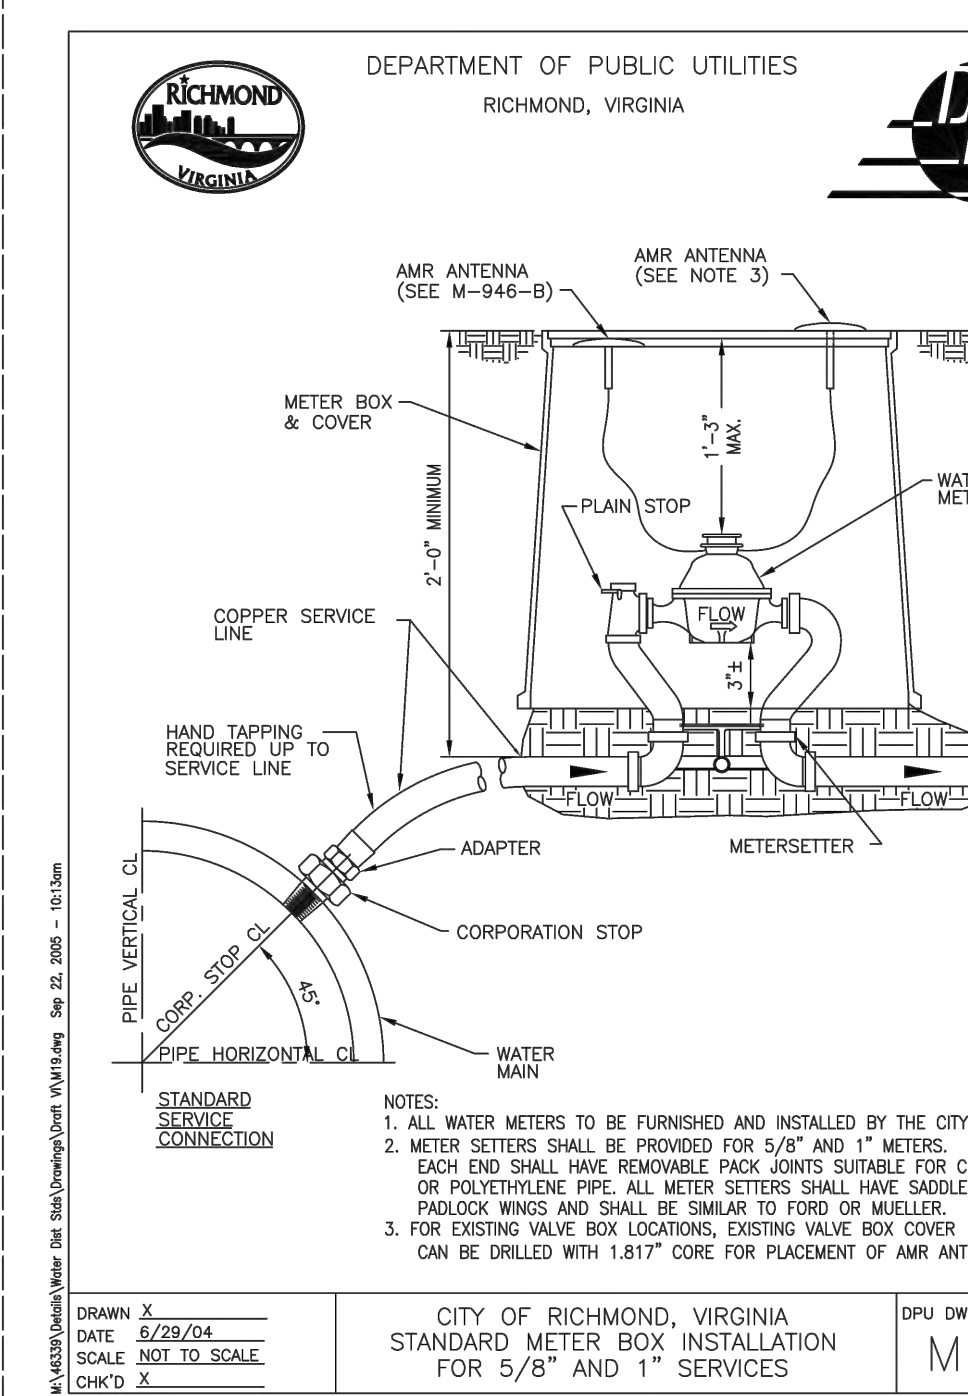 DEPARTMENT OF PUBLIC UTILITIES
RICHMOND, VIRGINIA
RICHMOND
VIRGINIA
AMR ANTENNA
(SEE M-946-B)
AMR ANTENNA
(SEE NOTE 3)
METER BOX
& COVER
2'-0" MINIMUM
1'-3"
MAX.
PLAIN STOP
WAT
MET
FLOW
3"±
COPPER SERVICE
LINE
HAND TAPPING
REQUIRED UP TO
SERVICE LINE
FLOW
FLOW
METERSETTER
ADAPTER
CORPORATION STOP
PIPE VERTICAL CL
CORP. STOP CL
45°
PIPE HORIZONTAL CL
WATER
MAIN
STANDARD
SERVICE
CONNECTION
NOTES:
1. ALL WATER METERS TO BE FURNISHED AND INSTALLED BY THE CITY
2. METER SETTERS SHALL BE PROVIDED FOR 5/8" AND 1" METERS.
EACH END SHALL HAVE REMOVABLE PACK JOINTS SUITABLE FOR C
OR POLYETHYLENE PIPE. ALL METER SETTERS SHALL HAVE SADDLE
PADLOCK WINGS AND SHALL BE SIMILAR TO FORD OR MUELLER.
3. FOR EXISTING VALVE BOX LOCATIONS, EXISTING VALVE BOX COVER
CAN BE DRILLED WITH 1.817" CORE FOR PLACEMENT OF AMR ANT
M:\46339\Details\Water Dist Stds\Drawings\Draft VI\M19.dwg Sep 22, 2005 - 10:13am
DRAWN X
DATE 6/29/04
SCALE NOT TO SCALE
CHK'D X
CITY OF RICHMOND, VIRGINIA
STANDARD METER BOX INSTALLATION
FOR 5/8" AND 1" SERVICES
DPU DW
M